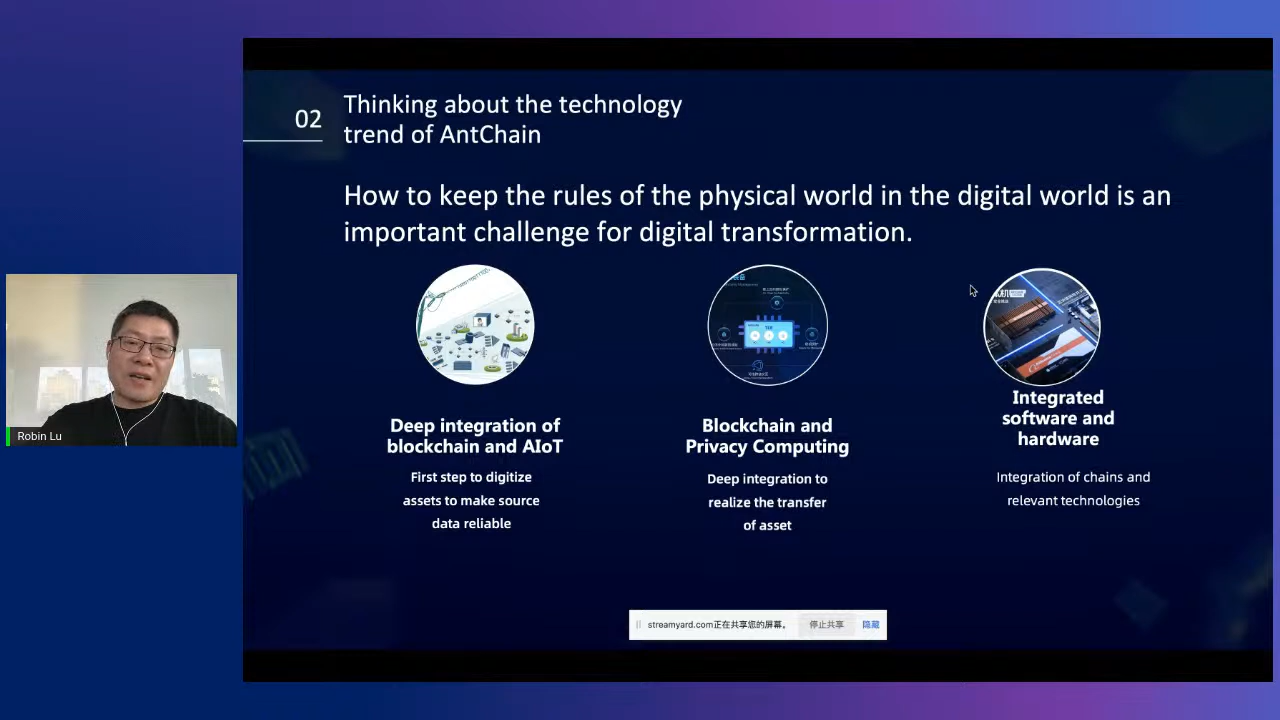 02
Thinking about the technology
trend of AntChain
How to keep the rules of the physical world in the digital world is an
important challenge for digital transformation.
Deep integration of
blockchain and AIoT
First step to digitize
assets to make source
data reliable
Blockchain and
Privacy Computing
Deep integration to
realize the transfer
of asset
Integrated
software and
hardware
Integration of chains and
relevant technologies
Robin Lu
streamyard.com正在共享您的屏幕。 停止共享 隐藏